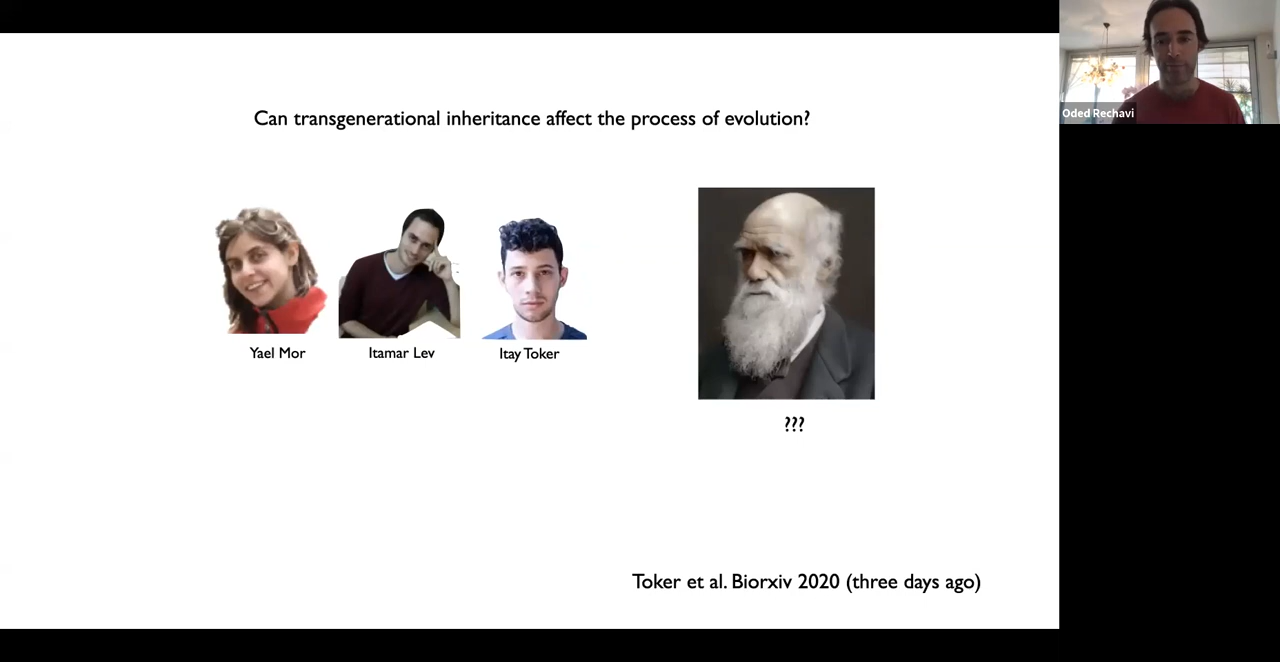 Can transgenerational inheritance affect the process of evolution?
Oded Rechavi
Yael Mor
Itamar Lev
Itay Toker
???
Toker et al. Biorxiv 2020 (three days ago)